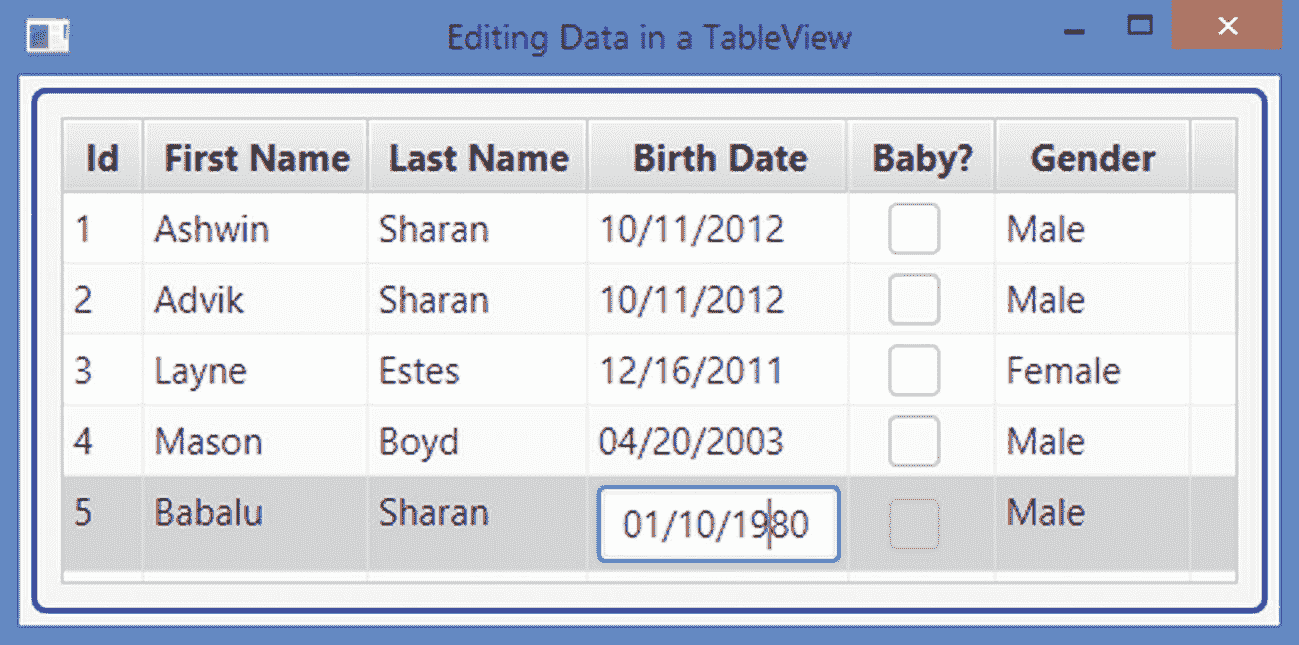 Editing Data in a TableView
Id First Name Last Name Birth Date Baby? Gender
1 Ashwin Sharan 10/11/2012 Male
2 Advik Sharan 10/11/2012 Male
3 Layne Estes 12/16/2011 Female
4 Mason Boyd 04/20/2003 Male
5 Babalu Sharan 01/10/1980 Male